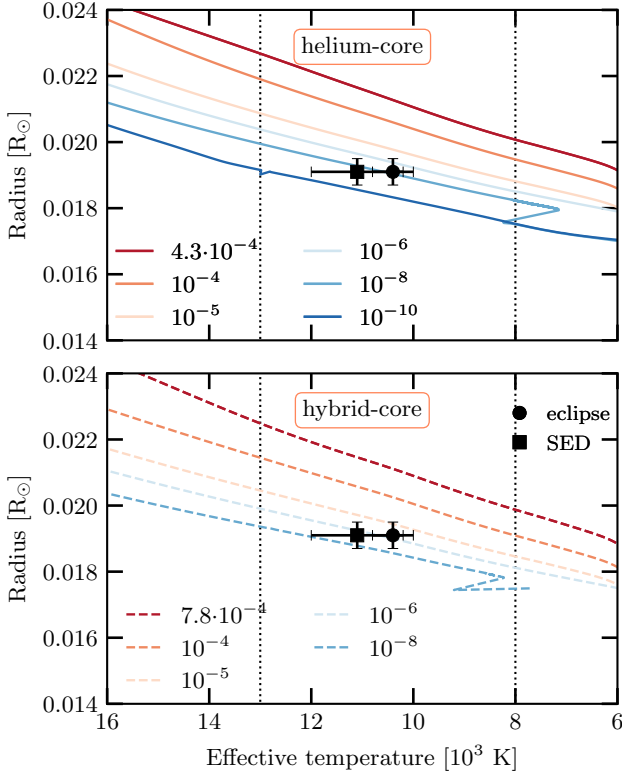 0.024
0.022
0.020
0.018
0.016
0.014
Radius [R☉]
helium-core
4.3·10⁻⁴
10⁻⁴
10⁻⁵
10⁻⁶
10⁻⁸
10⁻¹⁰
0.024
0.022
0.020
0.018
0.016
0.014
Radius [R☉]
hybrid-core
eclipse
SED
7.8·10⁻⁴
10⁻⁴
10⁻⁵
10⁻⁶
10⁻⁸
16 14 12 10 8 6
Effective temperature [10³ K]